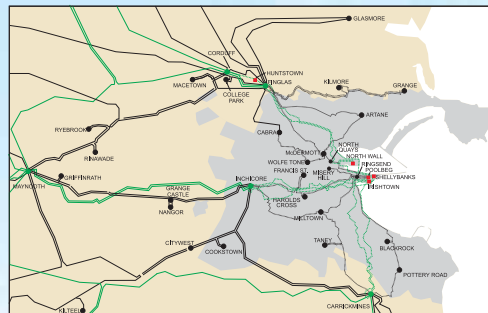 GLASMORE
CORDUFF
HUNTSTOWN
FINGLAS
MACETOWN
COLLEGE
PARK
KILMORE
GRANGE
ARTANE
CABRA
RYEBROOK
RINAWADE
McDERMOTT
NORTH
QUAYS
NORTH WALL
WOLFE TONE
RINGSEND
FRANCIS ST.
MISERY
HILL
POOLBEG
SHELLYBANKS
IRISHTOWN
MAYNOOTH
GRIFFINRATH
GRANGE
CASTLE
INCHICORE
NANGOR
HAROLDS
CROSS
MILLTOWN
CITYWEST
COOKSTOWN
TANEY
BLACKROCK
POTTERY ROAD
CARRICKMINES
KILTEEL